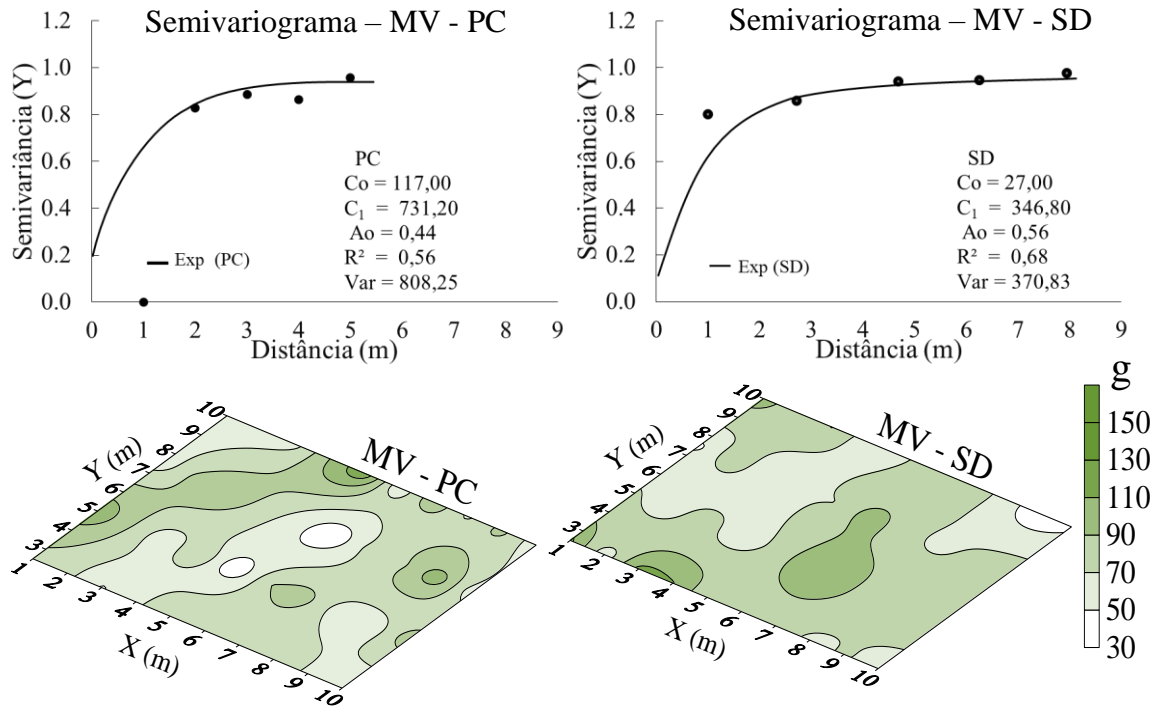 Semivariograma – MV - PC
Semivariância (Y)
1.2
1.0
0.8
0.6
0.4
0.2
0.0
PC
Co = 117,00
C₁ = 731,20
Ao = 0,44
R² = 0,56
Var = 808,25
Exp (PC)
0 1 2 3 4 5 6 7 8 9
Distância (m)
Semivariograma – MV - SD
Semivariância (Y)
1.2
1.0
0.8
0.6
0.4
0.2
0.0
SD
Co = 27,00
C₁ = 346,80
Ao = 0,56
R² = 0,68
Var = 370,83
Exp (SD)
0 1 2 3 4 5 6 7 8 9
Distância (m)
MV - PC
Y (m)
10
9
8
7
6
5
4
3
1 2 3 4 5 6 7 8 9 10
X (m)
MV - SD
Y (m)
10
9
8
7
6
5
4
3
1 2 3 4 5 6 7 8 9 10
X (m)
g
150
130
110
90
70
50
30